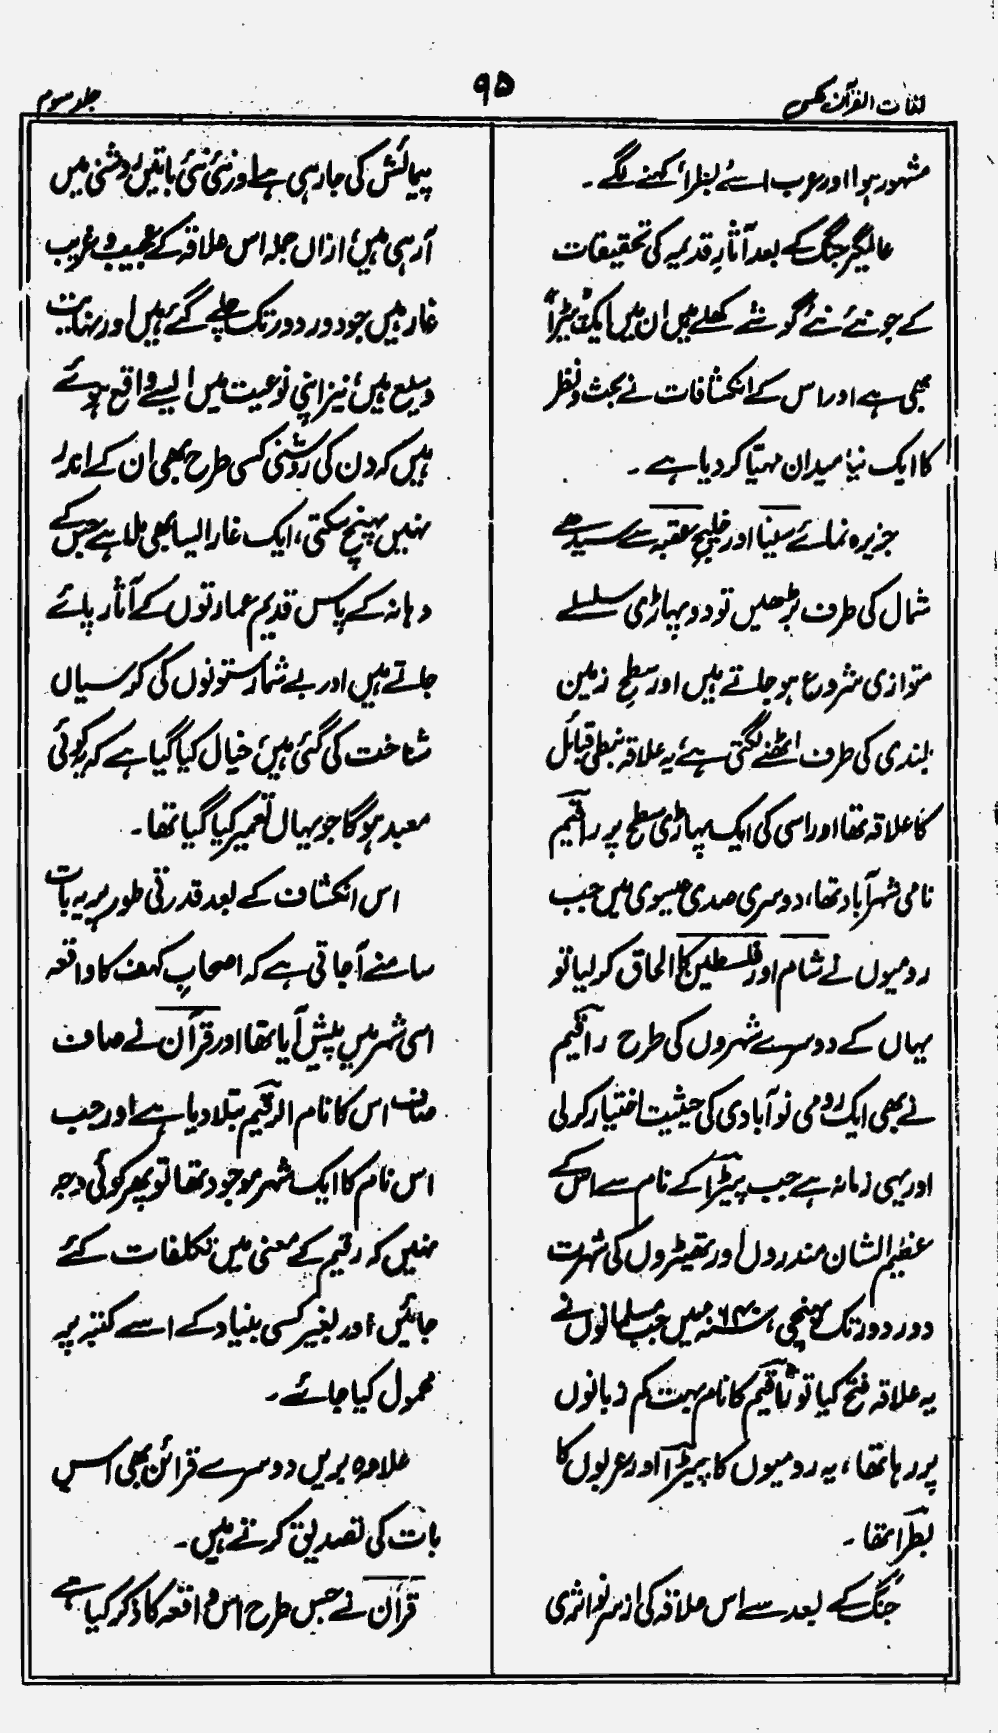 لغات القرآن مکمل
۹۵
جلد سوم
مشہور ہوا اور عرب اسے بطرا کہنے لگے۔
عالمگیر جنگ کے بعد آثارِ قدیمہ کی تحقیقات
کے جو نئے نئے گوشے کھلے ہیں ان میں ایک "پیٹرا"
بھی ہے اور اس کے انکشافات نے بحث و نظر
کا ایک نیا میدان مہیا کر دیا ہے۔
جزیرہ نمائے سینا اور خلیج عقبہ سے سیدھے
شمال کی طرف بڑھیں تو دو پہاڑی سلسلے
متوازی شروع ہو جاتے ہیں اور سطح زمین
بلندی کی طرف اٹھنے لگتی ہے، یہ علاقہ نبطی قبائل
کا علاقہ تھا اور اسی کی ایک پہاڑی سطح پر راقیم
نامی شہر آباد تھا، دوسری صدی عیسوی میں جب
رومیوں نے شام اور فلسطین کا الحاق کر لیا تو
یہاں کے دوسرے شہروں کی طرح راقیم
نے بھی ایک رومی نو آبادی کی حیثیت اختیار کر لی
اور یہی زمانہ ہے جب پیٹرا کے نام سے اس کے
عظیم الشان مندروں اور تھیٹروں کی شہرت
دور دور تک پہنچی، ۶۴۰ء میں جب مسلمانوں نے
یہ علاقہ فتح کیا تو راقیم کا نام بہت کم زبانوں
پر رہا تھا، یہ رومیوں کا پیٹرا اور عربوں کا
بطرا تھا۔
جنگ کے بعد سے اس علاقہ کی از سر نو اثری
پیمائش کی جا رہی ہے اور نئی نئی باتیں روشنی میں
آ رہی ہیں، ازاں جملہ اس علاقہ کے عجیب و غریب
غار ہیں جو دور دور تک چلے گئے ہیں اور نہایت
وسیع ہیں، نیز اپنی نوعیت میں ایسے واقع ہوئے
ہیں کہ دن کی روشنی کسی طرح بھی ان کے اندر
نہیں پہنچ سکتی، ایک غار ایسا بھی ملا ہے جس کے
دہانہ کے پاس قدیم عمارتوں کے آثار پائے
جاتے ہیں اور بے شمار ستونوں کی کرسیاں
شناخت کی گئی ہیں، خیال کیا گیا ہے کہ یہ کوئی
معبد ہو گا جو یہاں تعمیر کیا گیا تھا۔
اس انکشاف کے بعد قدرتی طور پر یہ بات
سامنے آ جاتی ہے کہ اصحابِ کہف کا واقعہ
اسی شہر میں پیش آیا تھا اور قرآن نے صاف
صاف اس کا نام الرقیم بتلا دیا ہے اور جب
اس نام کا ایک شہر موجود تھا تو پھر کوئی وجہ
نہیں کہ رقیم کے معنی میں تکلفات کئے
جائیں اور بغیر کسی بنیاد کے اسے کتبہ پر
محمول کیا جائے۔
علاوہ بریں دوسرے قرائن بھی اس
بات کی تصدیق کرتے ہیں۔
قرآن نے جس طرح اس واقعہ کا ذکر کیا ہے